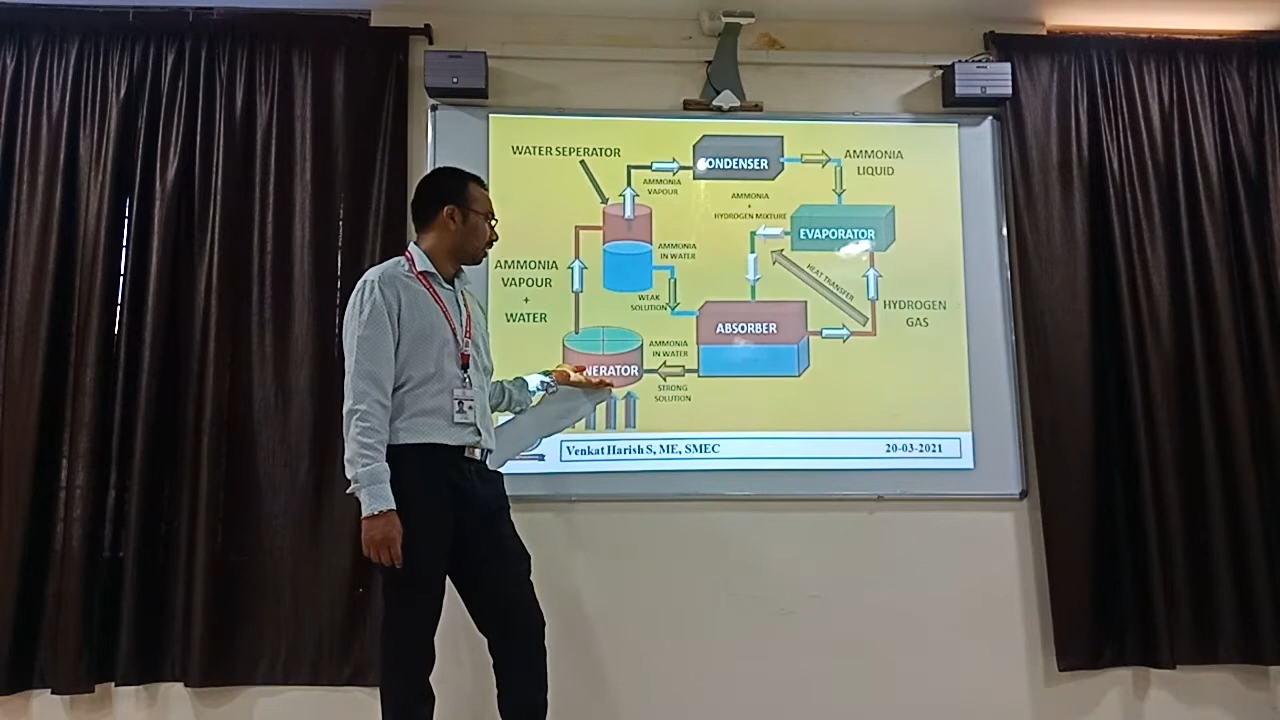 WATER SEPERATOR
CONDENSER
AMMONIA
LIQUID
AMMONIA
VAPOUR
AMMONIA
+
HYDROGEN MIXTURE
EVAPORATOR
AMMONIA
IN WATER
AMMONIA
VAPOUR
+
WATER
HEAT TRANSFER
WEAK
SOLUTION
HYDROGEN
GAS
ABSORBER
AMMONIA
IN WATER
NERATOR
STRONG
SOLUTION
Venkat Harish S, ME, SMEC
20-03-2021